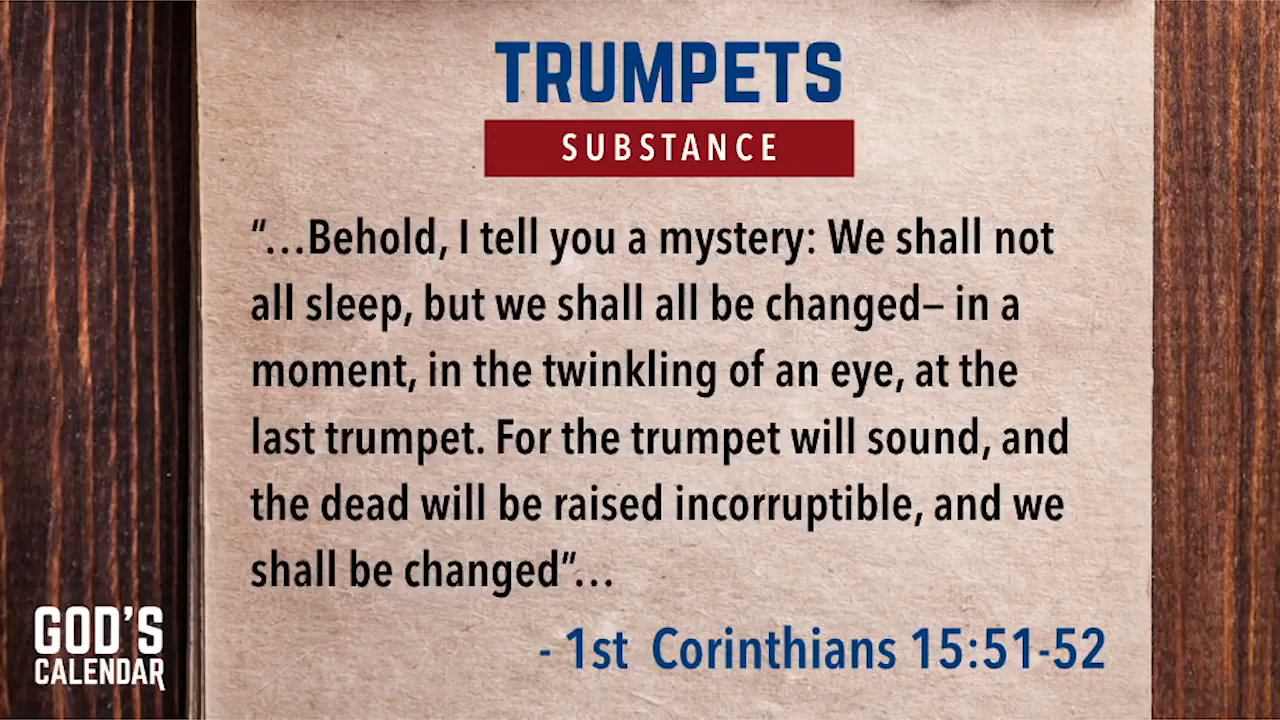 TRUMPETS
SUBSTANCE
“…Behold, I tell you a mystery: We shall not
all sleep, but we shall all be changed– in a
moment, in the twinkling of an eye, at the
last trumpet. For the trumpet will sound, and
the dead will be raised incorruptible, and we
shall be changed”…
- 1st Corinthians 15:51-52
GOD'S
CALENDAR